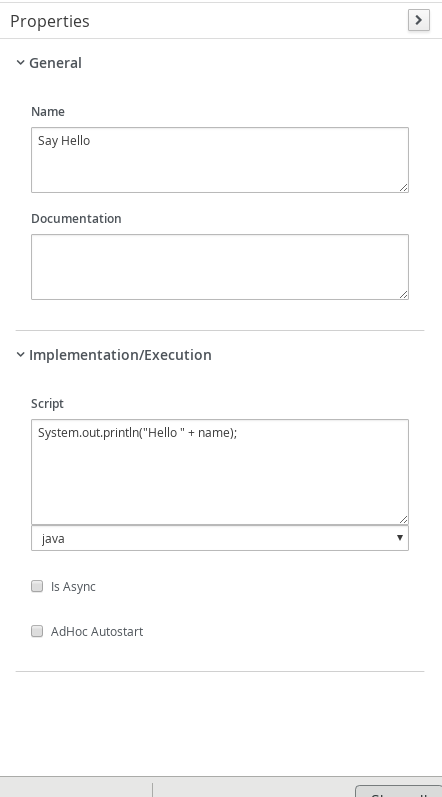 Properties
General
Name
Say Hello
Documentation
Implementation/Execution
Script
System.out.println("Hello " + name);
java
Is Async
AdHoc Autostart